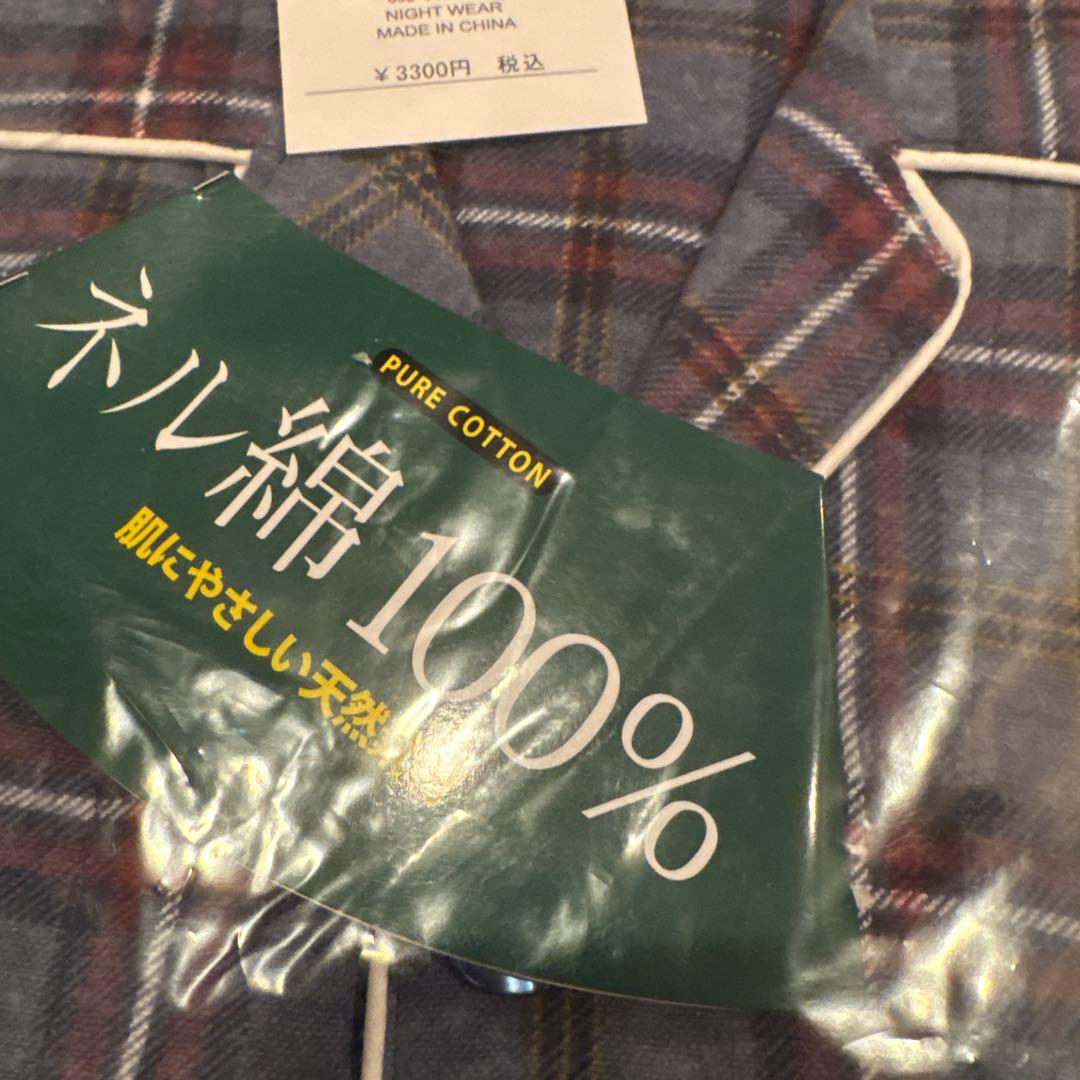 NIGHT WEAR
MADE IN CHINA
¥3300円 税込
PURE COTTON
ネル綿100%
肌にやさしい天然